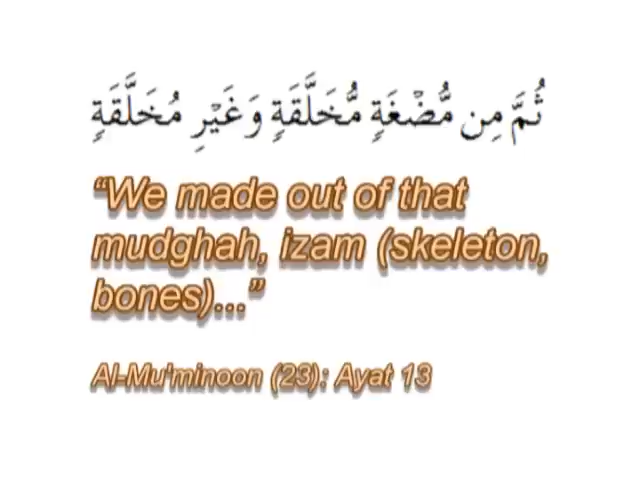 ثُمَّ مِن مُّضْغَةٍ مُّخَلَّقَةٍ وَغَيْرِ مُخَلَّقَةٍ
“We made out of that
mudghah, izam (skeleton,
bones)...”
Al-Mu'minoon (23): Ayat 13